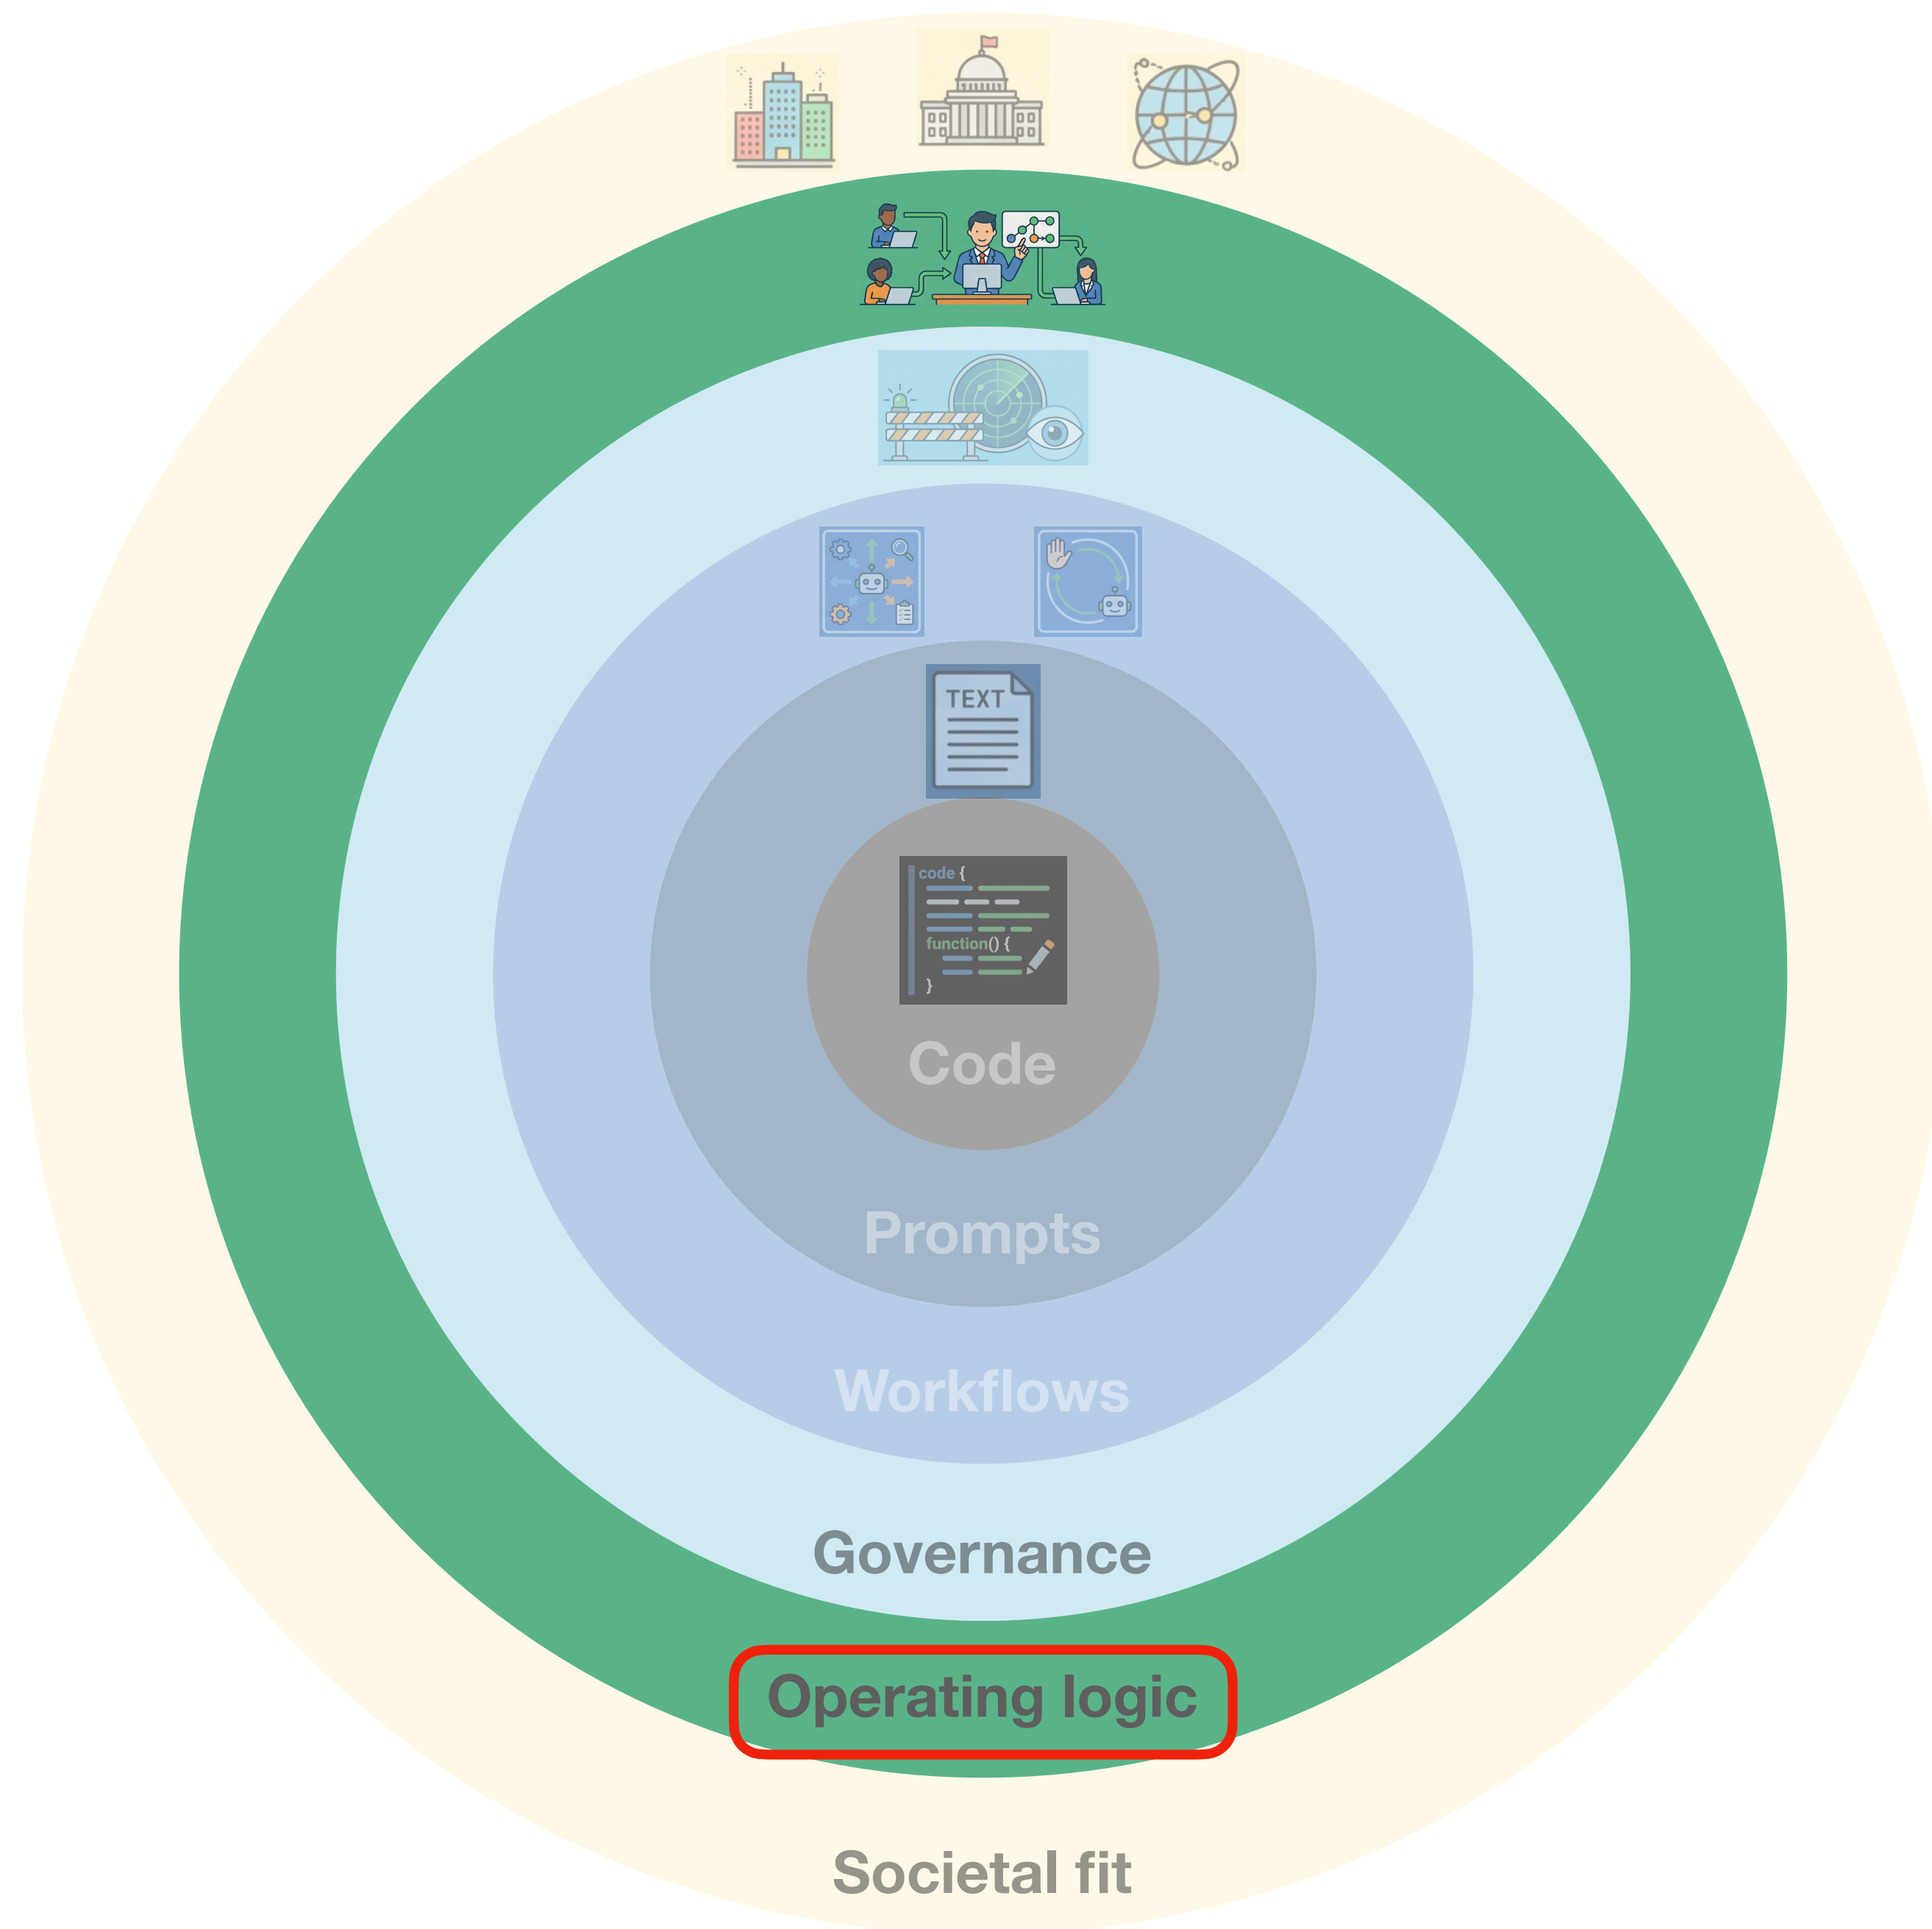 TEXT
code {
function() {
}
Code
Prompts
Workflows
Governance
Operating logic
Societal fit